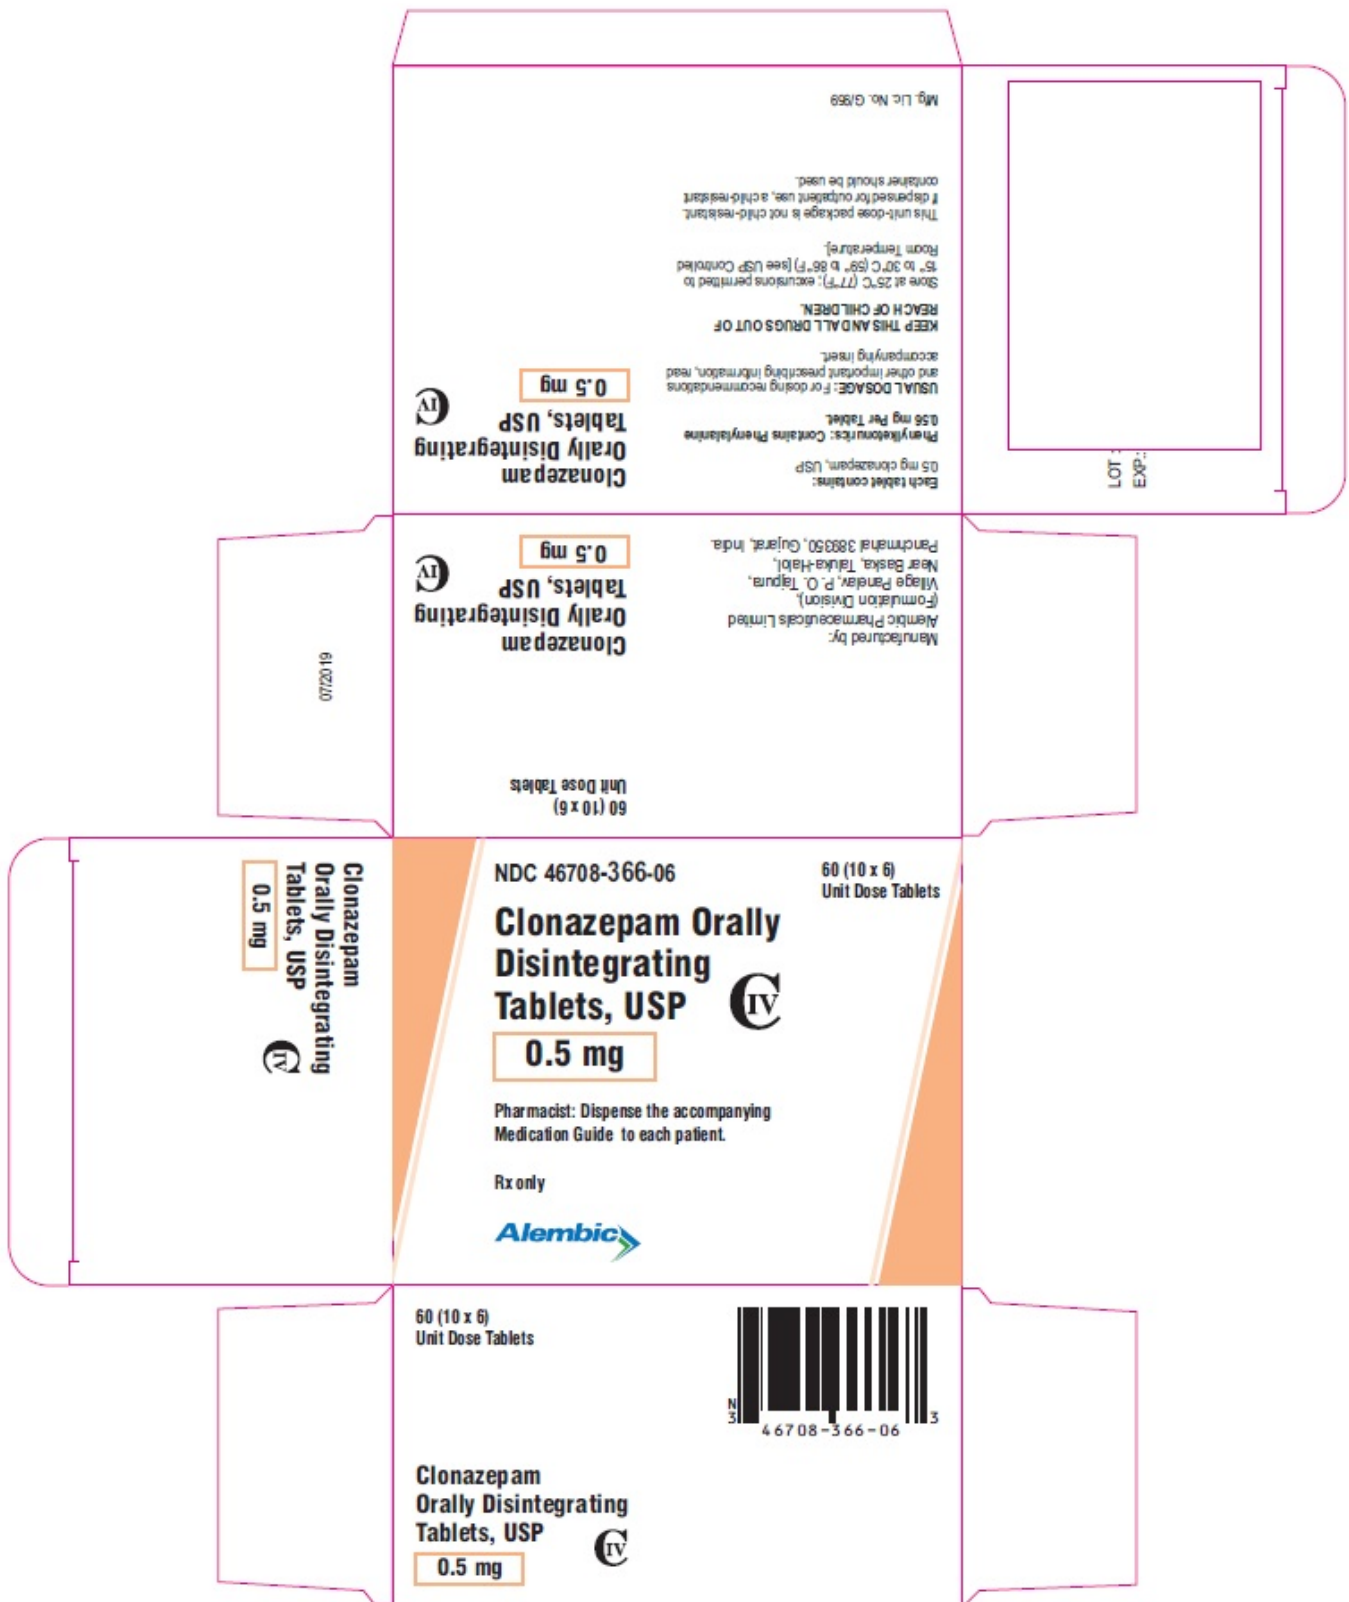 Mfg. Lic. No. G/959
This unit-dose package is not child-resistant.
If dispensed for outpatient use, a child-resistant
container should be used.
Store at 25°C (77°F); excursions permitted to
15° to 30°C (59° to 86°F) [see USP Controlled
Room Temperature].
KEEP THIS AND ALL DRUGS OUT OF
REACH OF CHILDREN.
USUAL DOSAGE: For dosing recommendations
and other important prescribing information, read
accompanying insert.
Phenylketonurics: Contains Phenylalanine
0.56 mg Per Tablet.
Each tablet contains:
0.5 mg clonazepam, USP
Clonazepam
Orally Disintegrating
Tablets, USP
CIV
0.5 mg
LOT :
EXP.:
Manufactured by:
Alembic Pharmaceuticals Limited
(Formulation Division),
Village Panelav, P. O. Tajpura,
Near Baska, Taluka-Halol,
Panchmahal 389350, Gujarat, India.
Clonazepam
Orally Disintegrating
Tablets, USP
CIV
0.5 mg
60 (10 x 6)
Unit Dose Tablets
07/2019
Clonazepam
Orally Disintegrating
Tablets, USP
CIV
0.5 mg
NDC 46708-366-06
60 (10 x 6)
Unit Dose Tablets
Clonazepam Orally
Disintegrating
Tablets, USP
CIV
0.5 mg
Pharmacist: Dispense the accompanying
Medication Guide to each patient.
Rx only
Alembic
60 (10 x 6)
Unit Dose Tablets
N
3 46708-366-06 3
Clonazepam
Orally Disintegrating
Tablets, USP
CIV
0.5 mg